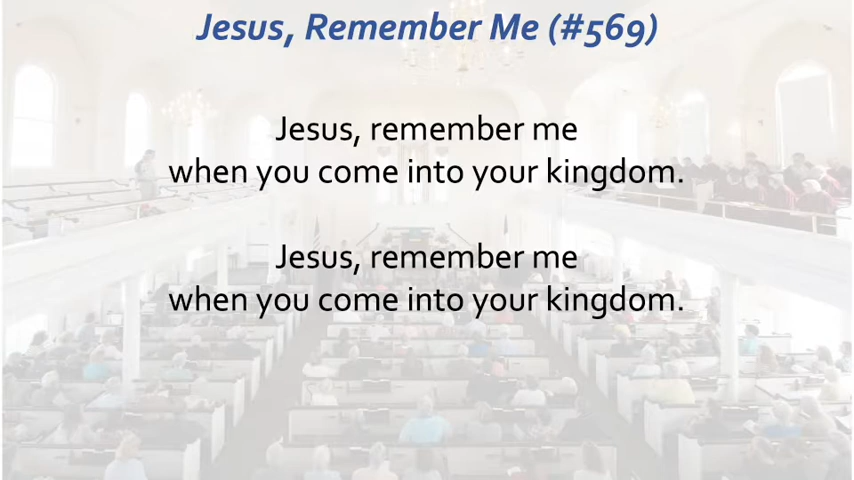 Jesus, Remember Me (#569)
Jesus, remember me
when you come into your kingdom.
Jesus, remember me
when you come into your kingdom.